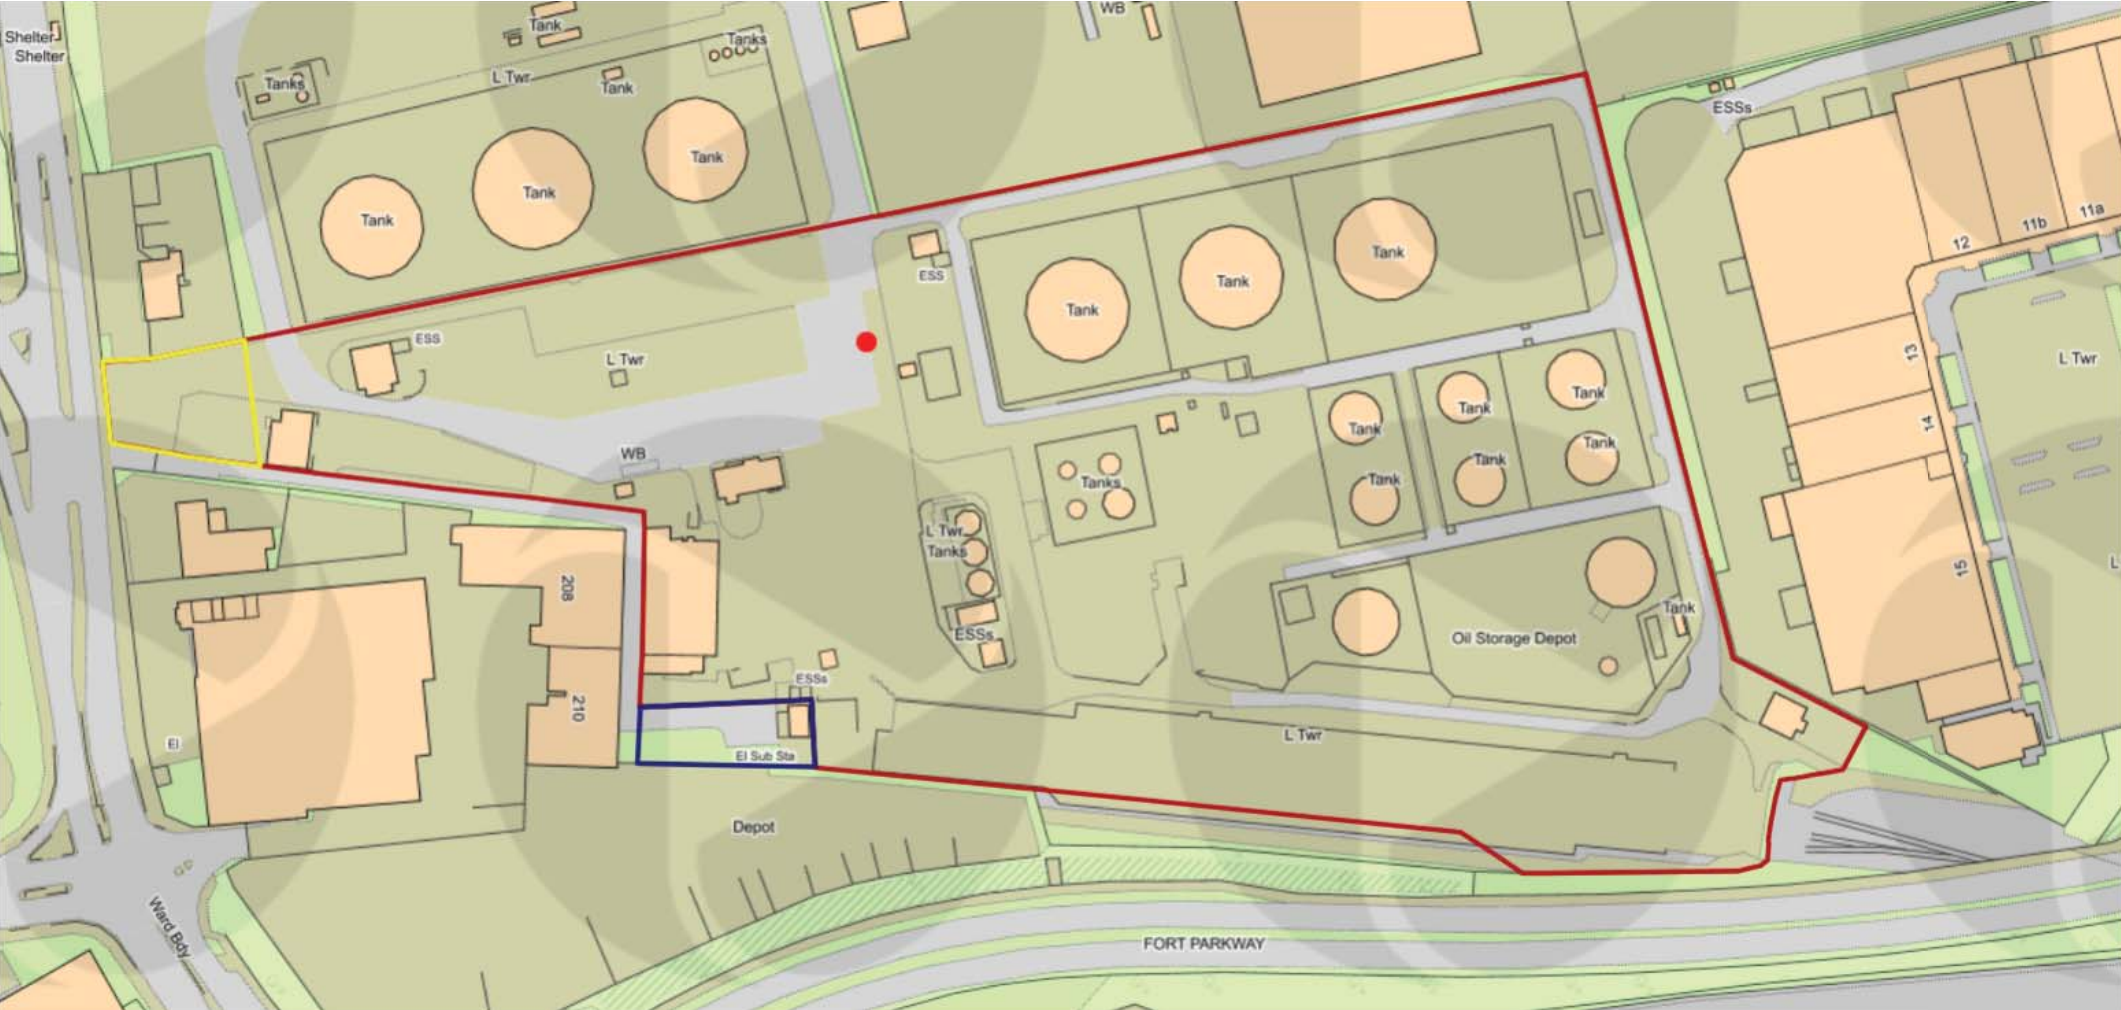 Shelter
Shelter
Tank
WB
Tanks
L Twr
Tanks
Tank
ESSs
Tank
Tank
Tank
11a
11b
12
ESS
Tank
Tank
Tank
ESS
L Twr
13
L Twr
Tank
Tank
Tank
14
WB
Tank
Tank
Tank
Tanks
L Twr
Tanks
15
L
208
Tank
ESSs
Oil Storage Depot
ESSs
210
El
L Twr
El Sub Sta
Depot
Ward Bdy
FORT PARKWAY